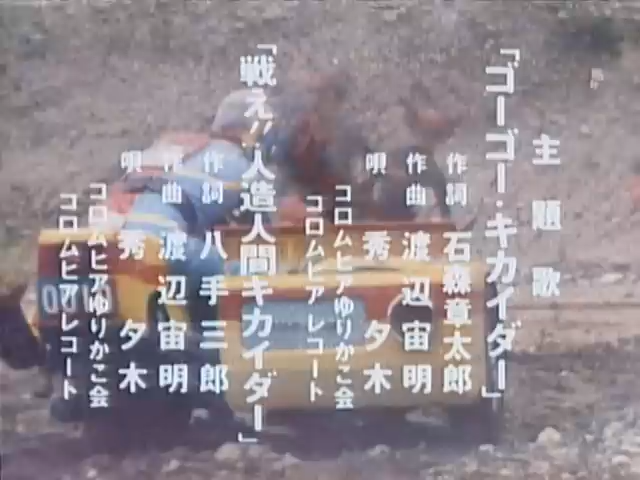 主題歌
「ゴーゴー・キカイダー」
作詞 石森章太郎
作曲 渡辺宙明
唄 秀夕木
コロムビアゆりかご会
コロムビアレコード
「戦え!!人造人間キカイダー」
作詞 八手三郎
作曲 渡辺宙明
唄 秀夕木
コロムビアゆりかご会
コロムビアレコード